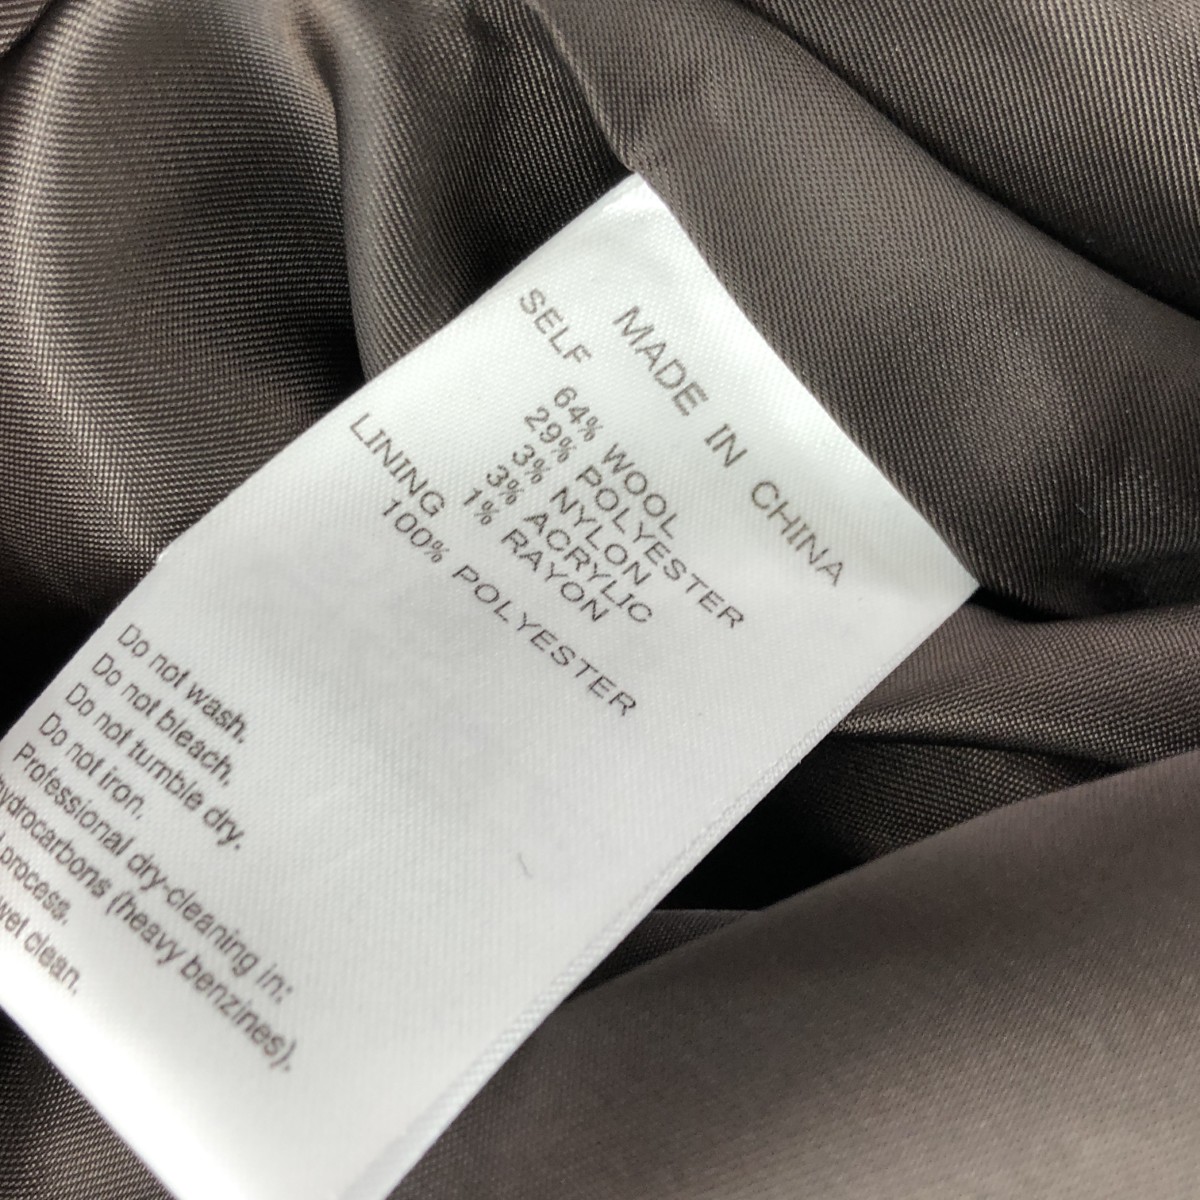 MADE IN CHINA
SELF
64% WOOL
29% POLYESTER
3% NYLON
3% ACRYLIC
1% RAYON
LINING
100% POLYESTER
Do not wash.
Do not bleach.
Do not tumble dry.
Do not iron.
Professional dry-cleaning in:
hydrocarbons (heavy benzines).
process.
wet clean.